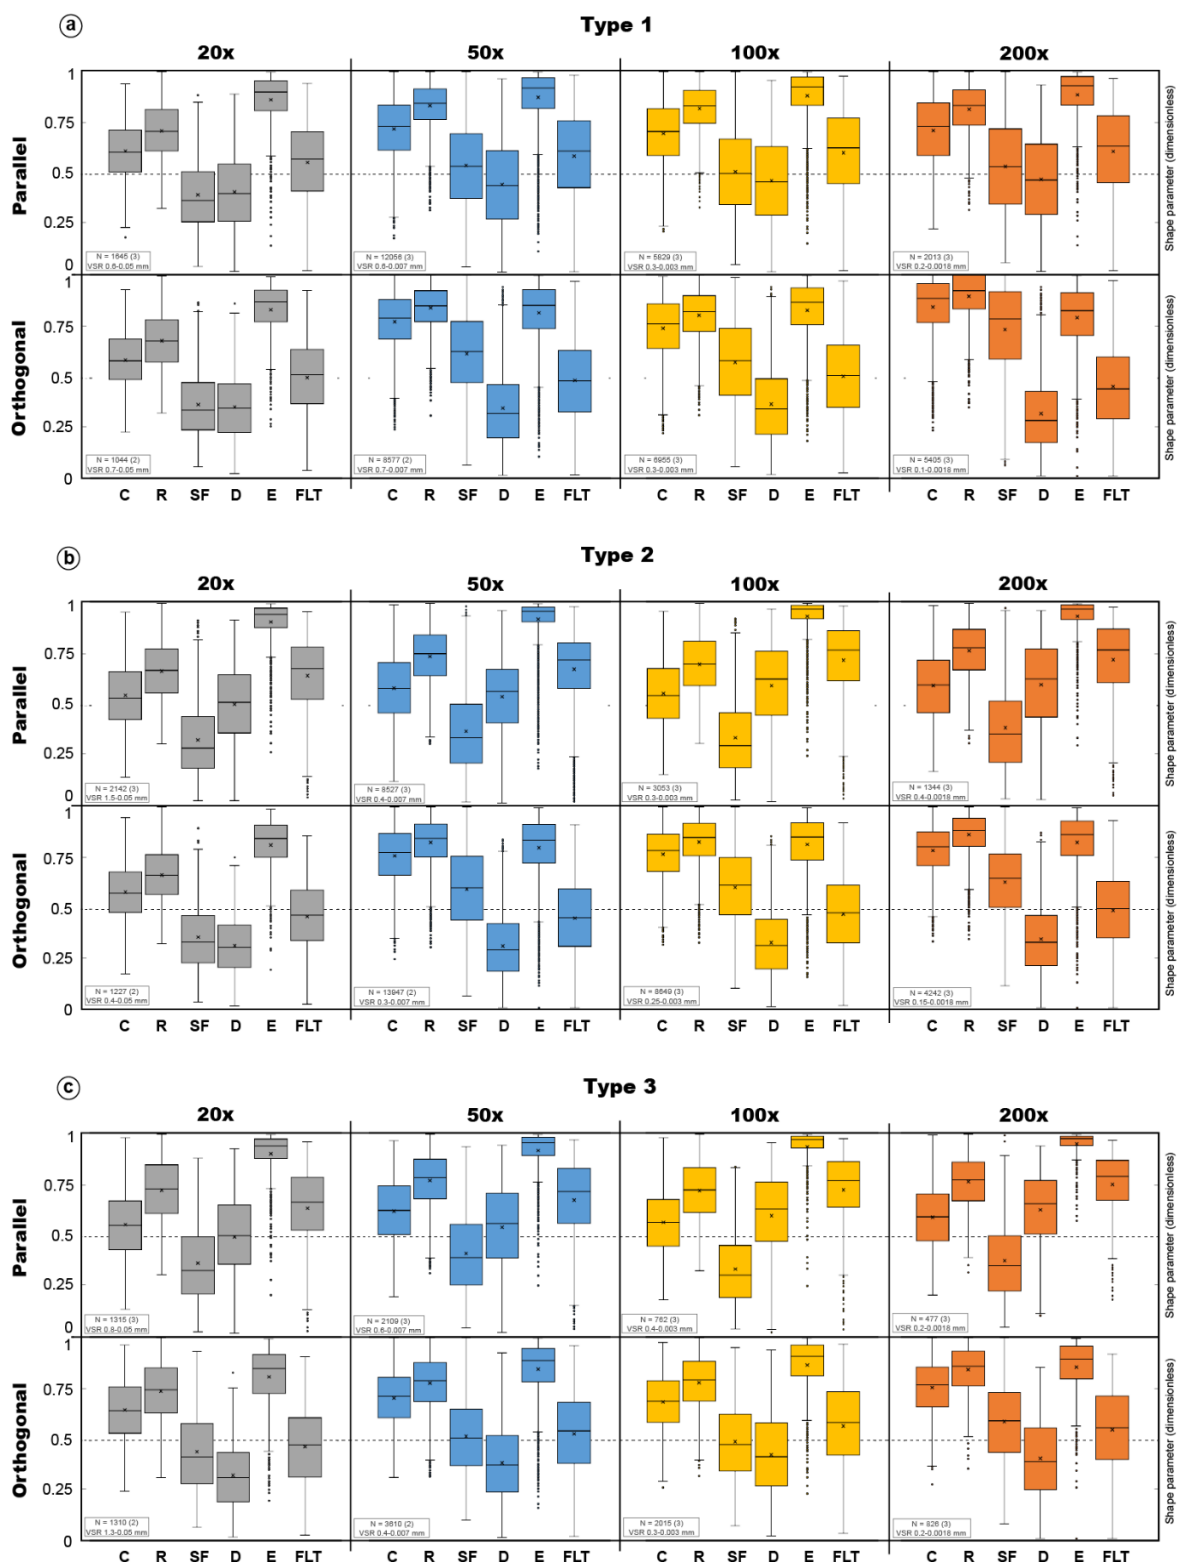 a
Type 1
20x 50x 100x 200x
Parallel
1
0.75
0.5
0.25
0
Shape parameter (dimensionless)
N = 1645 (3)
VSR 0.6-0.05 mm
N = 12056 (3)
VSR 0.6-0.007 mm
N = 5829 (3)
VSR 0.3-0.003 mm
N = 2013 (3)
VSR 0.2-0.0018 mm
Orthogonal
1
0.75
0.5
0.25
0
Shape parameter (dimensionless)
N = 1044 (2)
VSR 0.7-0.05 mm
N = 8577 (2)
VSR 0.7-0.007 mm
N = 6955 (3)
VSR 0.3-0.003 mm
N = 5405 (3)
VSR 0.1-0.0018 mm
C R SF D E FLT C R SF D E FLT C R SF D E FLT C R SF D E FLT
b
Type 2
20x 50x 100x 200x
Parallel
1
0.75
0.5
0.25
0
Shape parameter (dimensionless)
N = 2142 (3)
VSR 1.5-0.05 mm
N = 8527 (3)
VSR 0.4-0.007 mm
N = 3053 (3)
VSR 0.3-0.003 mm
N = 1344 (3)
VSR 0.4-0.0018 mm
Orthogonal
1
0.75
0.5
0.25
0
Shape parameter (dimensionless)
N = 1227 (2)
VSR 0.4-0.05 mm
N = 13947 (2)
VSR 0.3-0.007 mm
N = 8649 (3)
VSR 0.25-0.003 mm
N = 4242 (3)
VSR 0.15-0.0018 mm
C R SF D E FLT C R SF D E FLT C R SF D E FLT C R SF D E FLT
c
Type 3
20x 50x 100x 200x
Parallel
1
0.75
0.5
0.25
0
Shape parameter (dimensionless)
N = 1315 (3)
VSR 0.8-0.05 mm
N = 2109 (3)
VSR 0.6-0.007 mm
N = 762 (3)
VSR 0.4-0.003 mm
N = 477 (3)
VSR 0.2-0.0018 mm
Orthogonal
1
0.75
0.5
0.25
0
Shape parameter (dimensionless)
N = 1310 (2)
VSR 1.3-0.05 mm
N = 3610 (2)
VSR 0.4-0.007 mm
N = 2015 (3)
VSR 0.3-0.003 mm
N = 826 (3)
VSR 0.2-0.0018 mm
C R SF D E FLT C R SF D E FLT C R SF D E FLT C R SF D E FLT